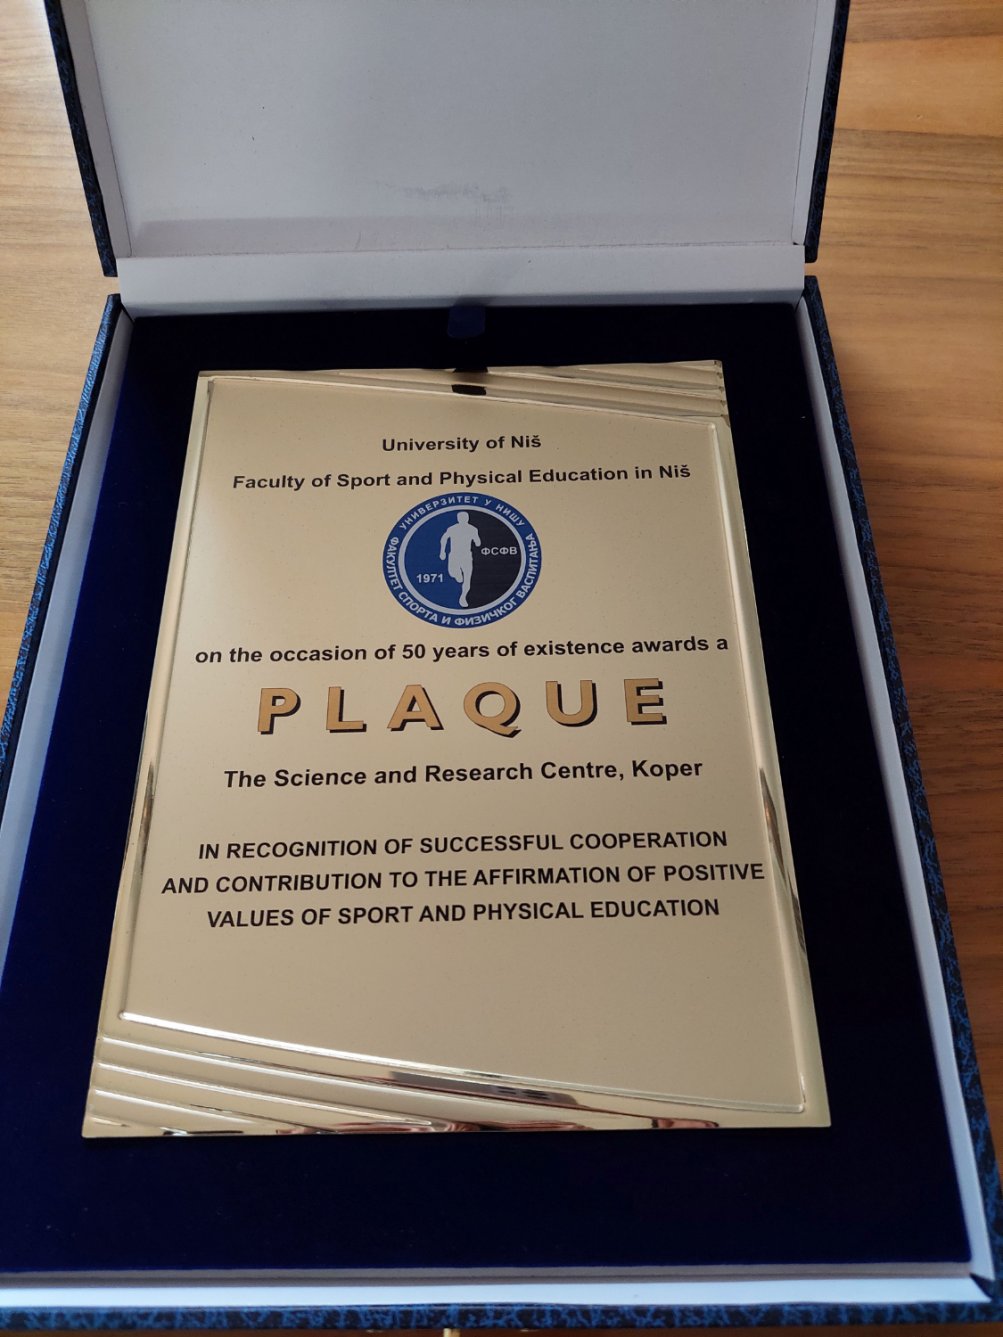 University of Niš
Faculty of Sport and Physical Education in Niš
УНИВЕРЗИТЕТ У НИШУ
ФСФВ
1971
ФАКУЛТЕТ СПОРТА И ФИЗИЧКОГ ВАСПИТАЊА
on the occasion of 50 years of existence awards a
PLAQUE
The Science and Research Centre, Koper
IN RECOGNITION OF SUCCESSFUL COOPERATION
AND CONTRIBUTION TO THE AFFIRMATION OF POSITIVE
VALUES OF SPORT AND PHYSICAL EDUCATION